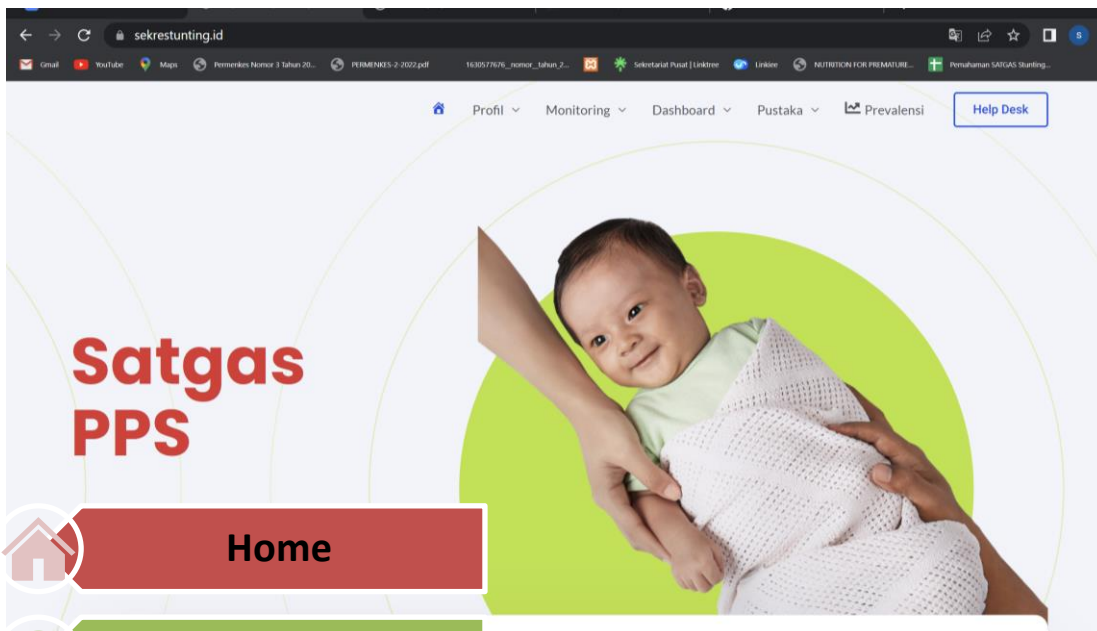 sekrestunting.id
S
Gmail
YouTube
Maps
Permenkes Nomor 3 Tahun 20...
PERMENKES-2-2022.pdf
1630577676_nomor_tahun_2...
Sekretariat Pusat | Linktree
Linktree
NUTRITION FOR PREMATURE...
Pemahaman SATGAS Stunting...
Profil
Monitoring
Dashboard
Pustaka
Prevalensi
Help Desk
Satgas
PPS
Home